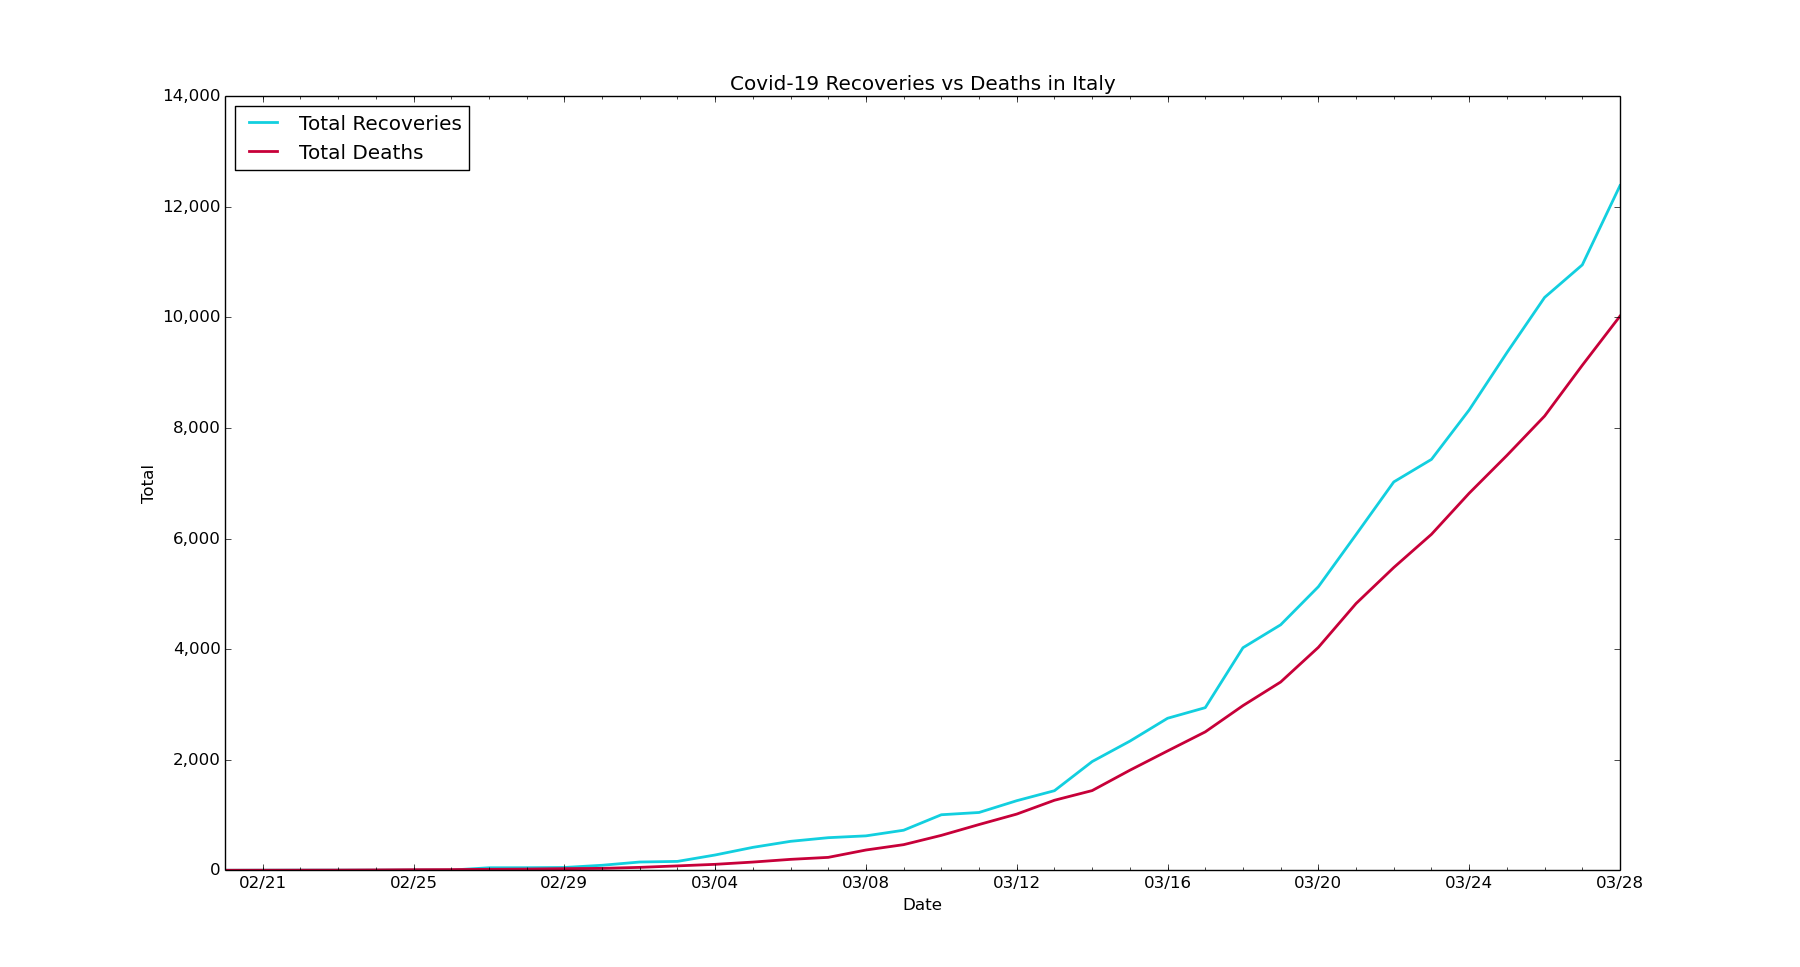 Covid-19 Recoveries vs Deaths in Italy
14,000
Total Recoveries
Total Deaths
12,000
10,000
8,000
Total
6,000
4,000
2,000
0
02/21 02/25 02/29 03/04 03/08 03/12 03/16 03/20 03/24 03/28
Date